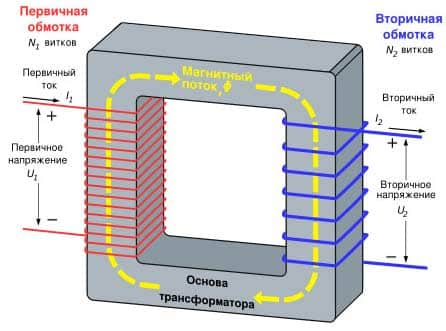 Первичная
обмотка
N₁ витков
Первичный
ток
I₁
+
Первичное
напряжение
U₁
−
Магнитный
поток, Φ
Вторичная
обмотка
N₂ витков
Вторичный
ток
I₂
+
Вторичное
напряжение
U₂
−
Основа
трансформатора